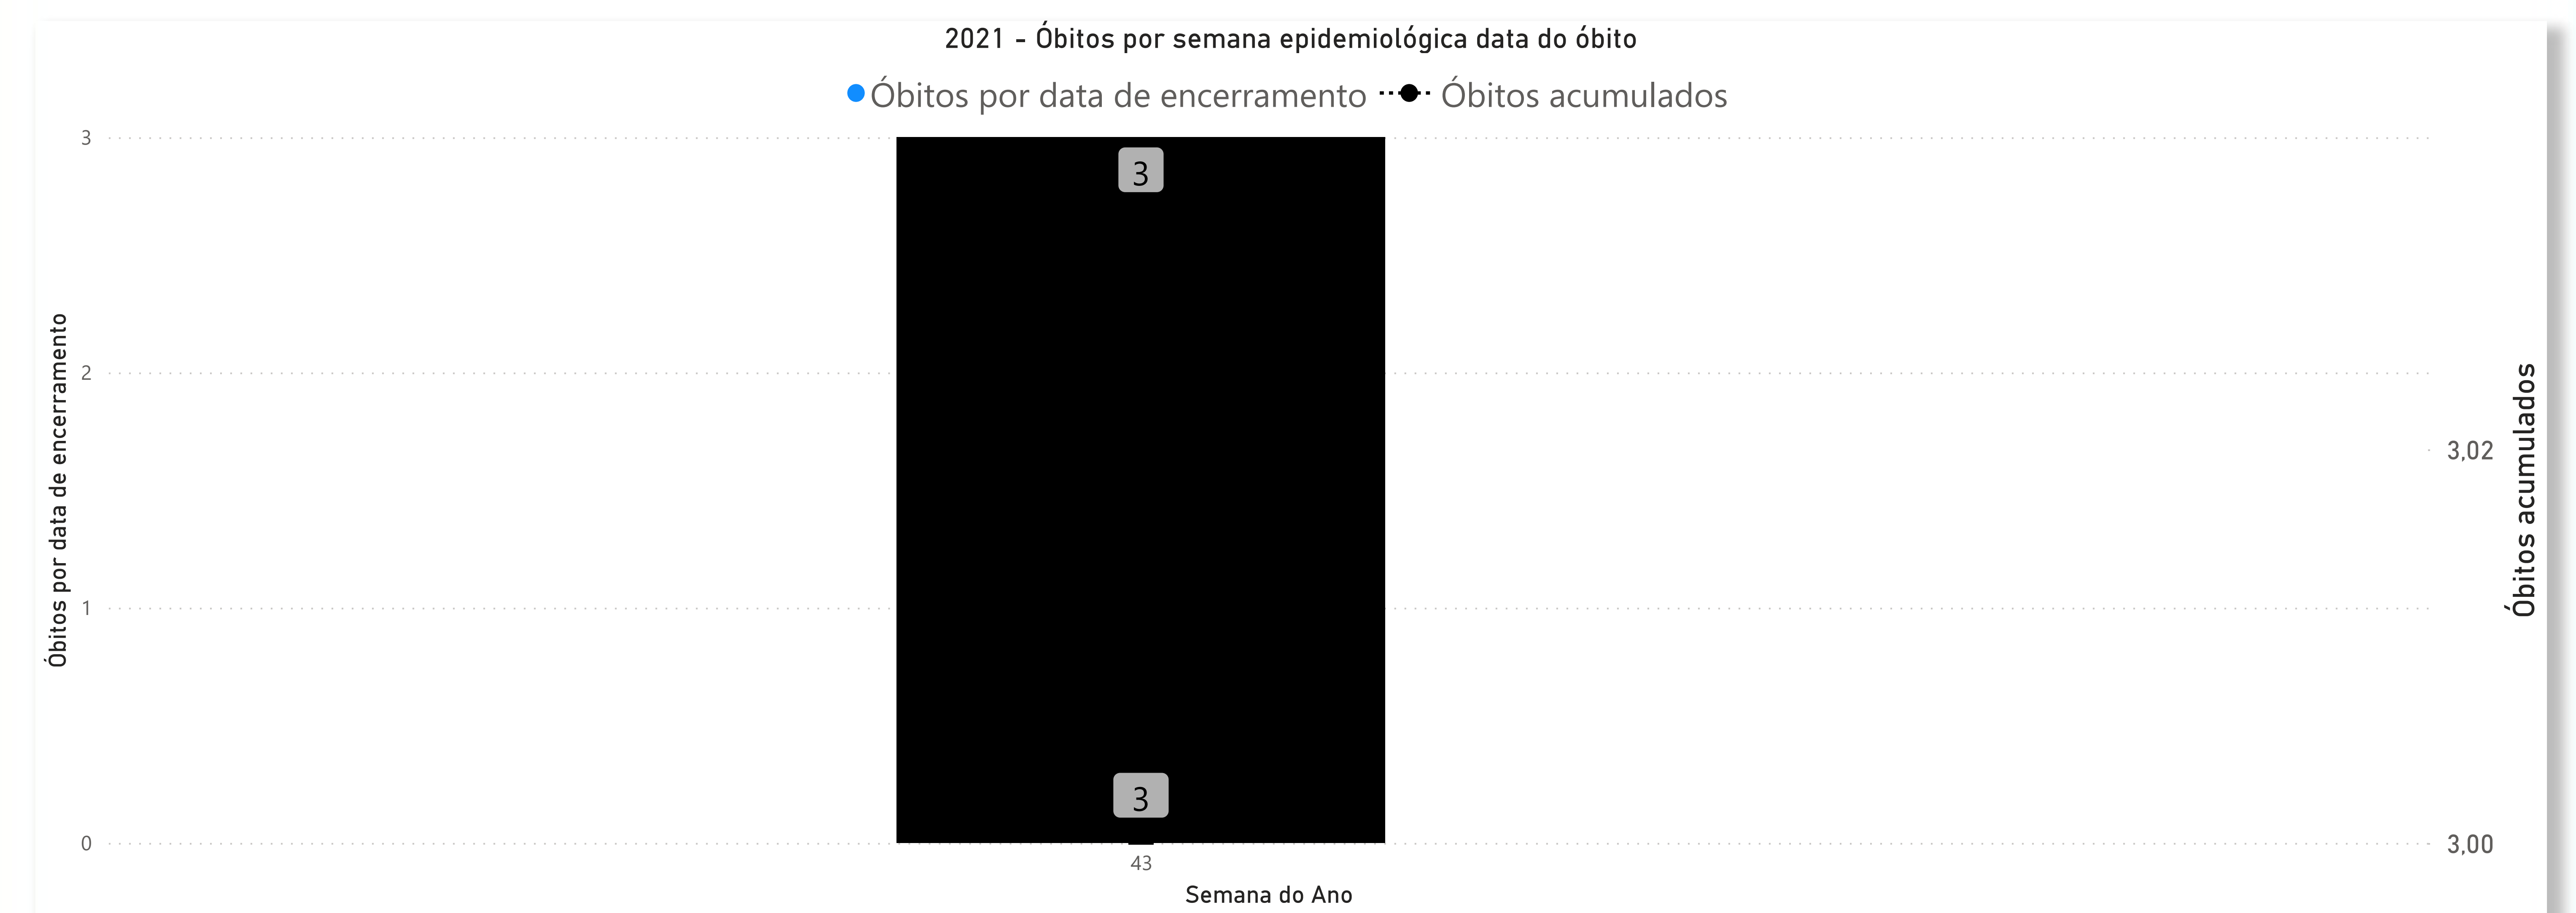 2021 - Óbitos por semana epidemiológica data do óbito
Óbitos por data de encerramento Óbitos acumulados
Óbitos por data de encerramento
3
2
1
0
3
3
43
Semana do Ano
3,02
3,00
Óbitos acumulados